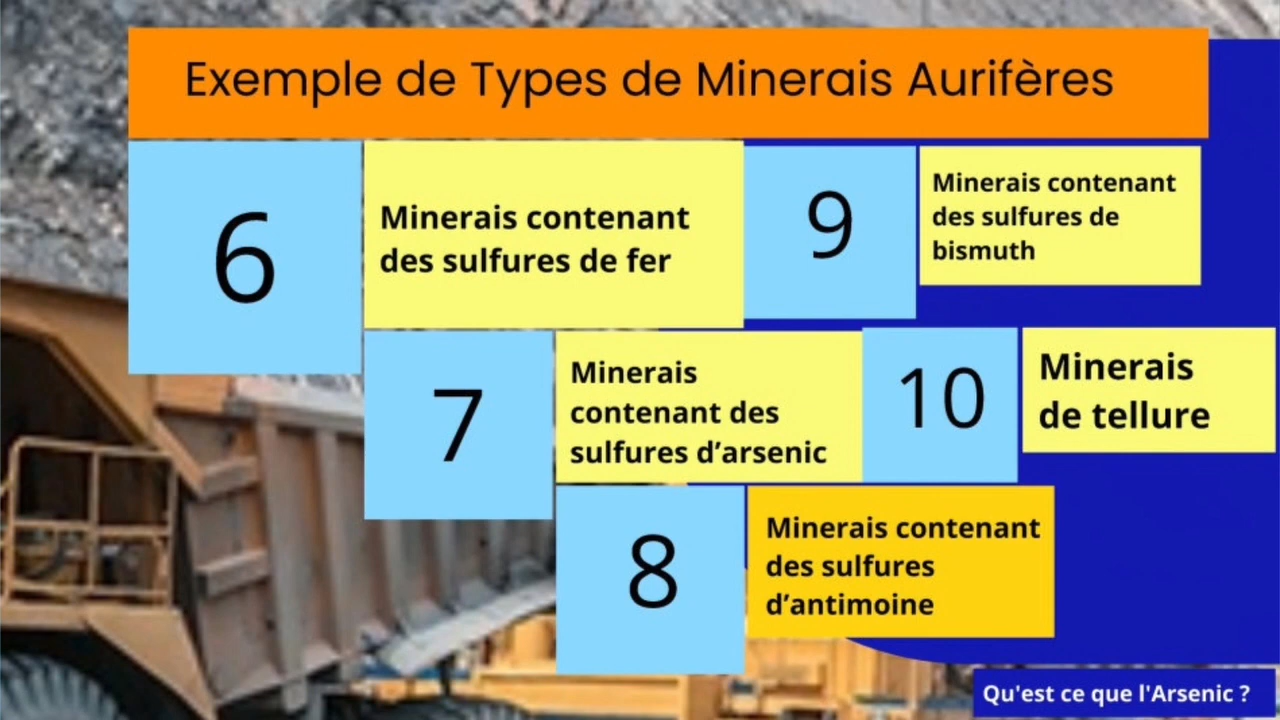 Exemple de Types de Minerais Aurifères
6
Minerais contenant
des sulfures de fer
7
Minerais
contenant des
sulfures d’arsenic
8
Minerais contenant
des sulfures
d’antimoine
9
Minerais contenant
des sulfures de
bismuth
10
Minerais
de tellure
Qu'est ce que l'Arsenic ?